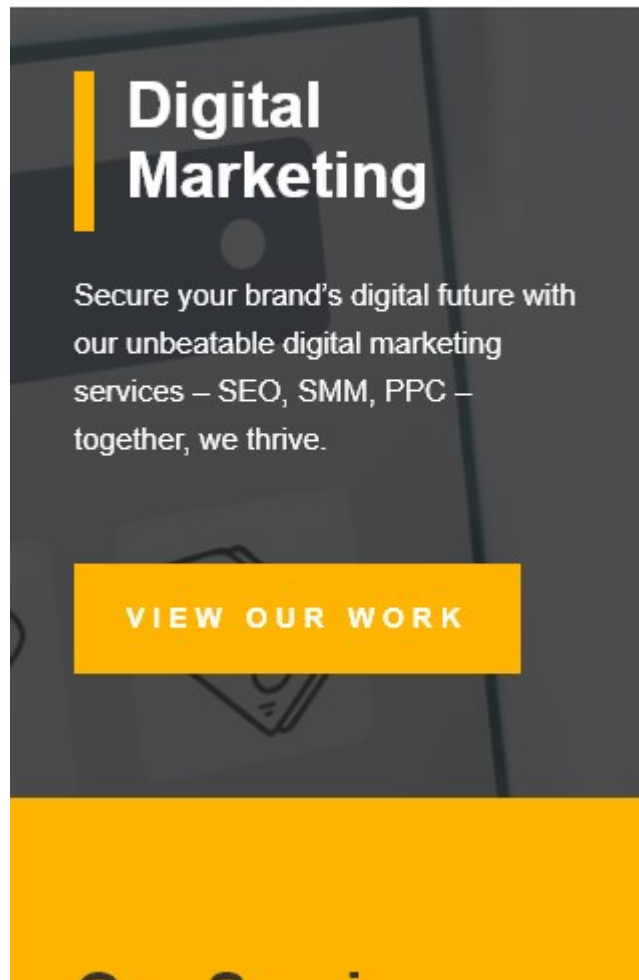 Digital
Marketing
Secure your brand’s digital future with
our unbeatable digital marketing
services – SEO, SMM, PPC –
together, we thrive.
VIEW OUR WORK